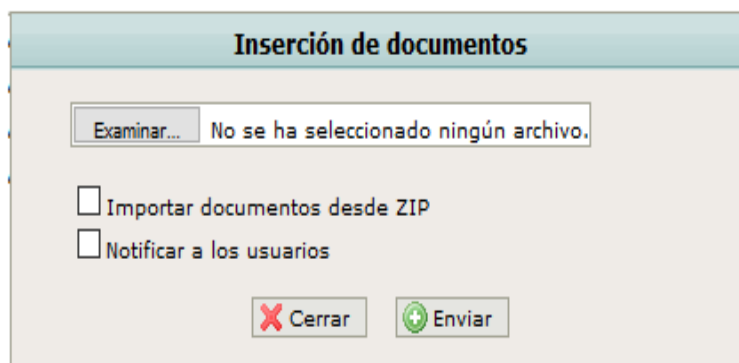 Inserción de documentos
Examinar... No se ha seleccionado ningún archivo.
Importar documentos desde ZIP
Notificar a los usuarios
Cerrar Enviar